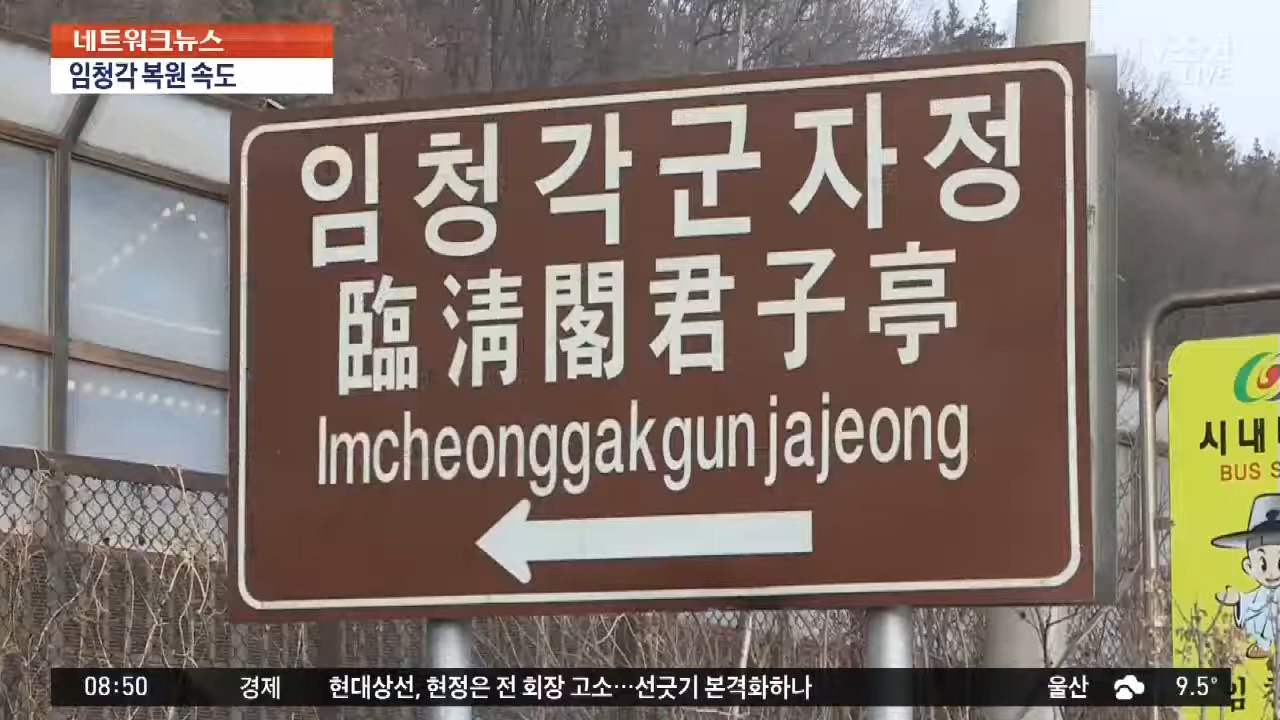 네트워크뉴스
임청각 복원 속도
LIVE
임청각군자정
臨淸閣君子亭
Imcheonggakgunjajeong
시내
BUS
08:50 경제 현대상선, 현정은 전 회장 고소…선긋기 본격화하나 울산 9.5°